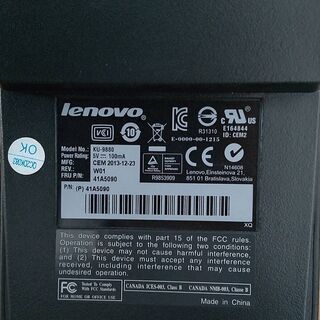 lenovo
VCI
10
R31310
E164844
ID: CEM2
E-0000-00-1215
Model No.: KU-9880
Power Rating: 5V ⎓ 100mA
MFG: CEM 2013-12-23
REV.: W01
FRU P/N: 41A5090
P/N: (P) 41A5090
R9853909
N14608
Lenovo, Einsteinova 21,
851 01 Bratislava, Slovakia
XQ
OK
This device complies with part 15 of the FCC rules.
Operation is subject to the following two conditions:
(1) This device may not cause harmful interference,
and (2) This device must accept any interference
received, including interference that may cause
undesired operation.
FC Tested To Comply
With FCC Standards
FOR HOME OR OFFICE USE
CANADA ICES-003, Class B
CANADA NMB-003, Classe B
Made in China